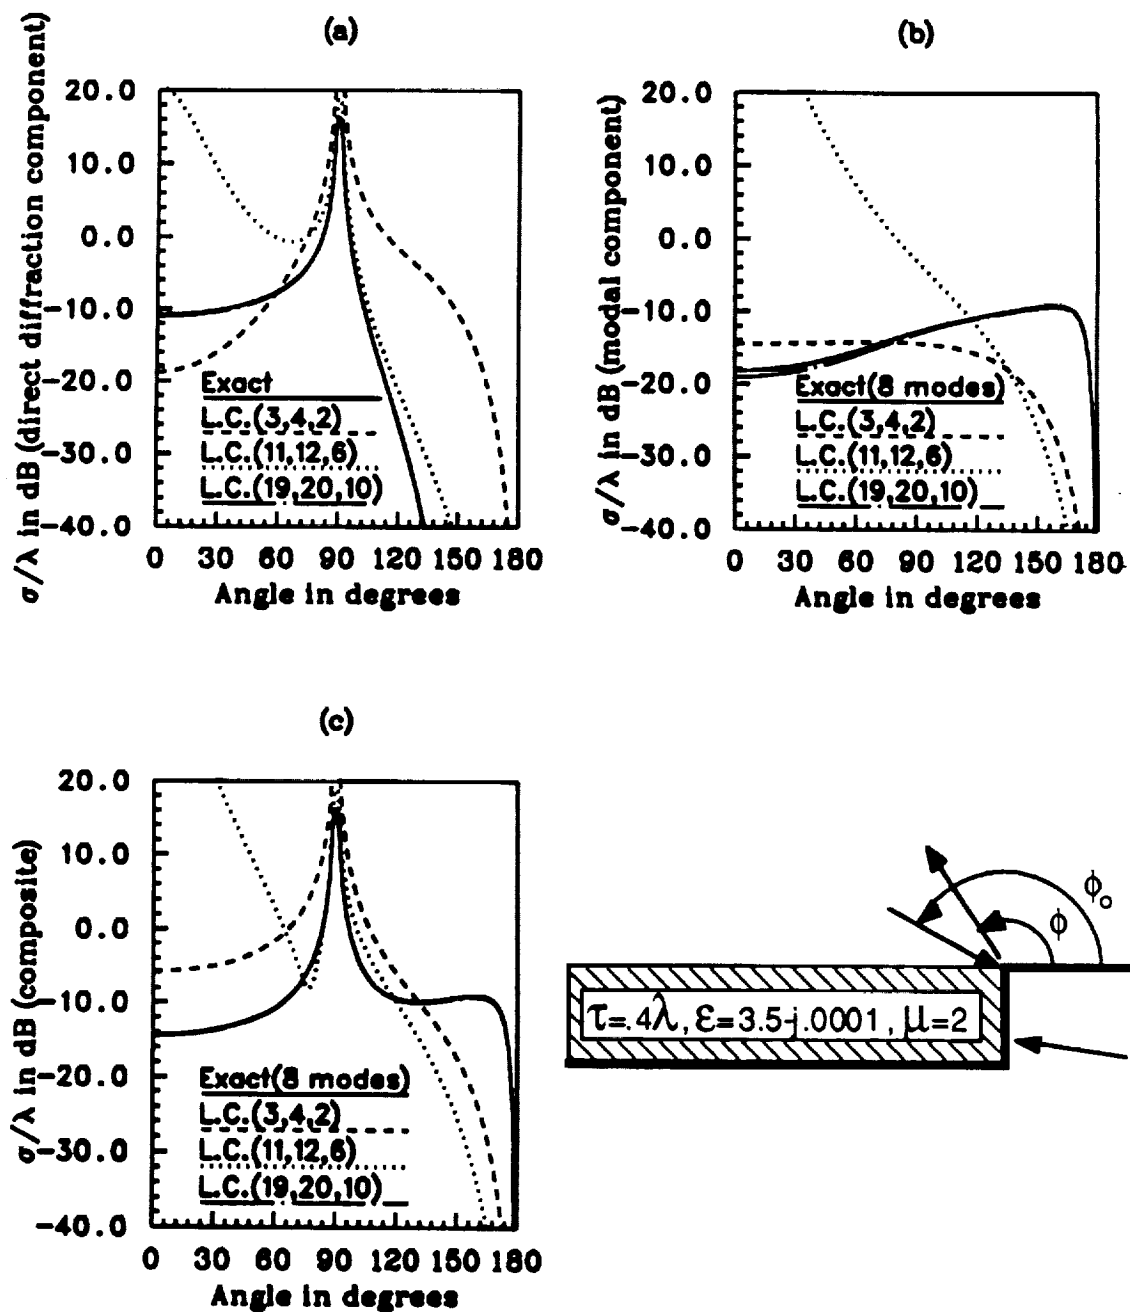 (a)
σ/λ in dB (direct diffraction component)
20.0
10.0
0.0
-10.0
-20.0
-30.0
-40.0
Exact
L.C.(3,4,2)
L.C.(11,12,6)
L.C.(19,20,10)
0 30 60 90 120 150 180
Angle in degrees
(b)
σ/λ in dB (modal component)
20.0
10.0
0.0
-10.0
-20.0
-30.0
-40.0
Exact(8 modes)
L.C.(3,4,2)
L.C.(11,12,6)
L.C.(19,20,10)
0 30 60 90 120 150 180
Angle in degrees
(c)
σ/λ in dB (composite)
20.0
10.0
0.0
-10.0
-20.0
-30.0
-40.0
Exact(8 modes)
L.C.(3,4,2)
L.C.(11,12,6)
L.C.(19,20,10)
0 30 60 90 120 150 180
Angle in degrees
ϕ ϕo
τ=.4λ, ε=3.5-j.0001, μ=2